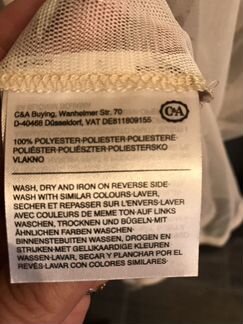 C&A
C&A Buying, Wanheimer Str. 70
D-40468 Düsseldorf, VAT DE811809155
100% POLYESTER·POLIESTER·POLIESTERE·
POLIÉSTER·POLIÉSZTER·POLIESTERSKO
VLAKNO
WASH, DRY AND IRON ON REVERSE SIDE·
WASH WITH SIMILAR COLOURS·LAVER,
SECHER ET REPASSER SUR L'ENVERS·LAVER
AVEC COULEURS DE MEME TON·AUF LINKS
WASCHEN, TROCKNEN UND BÜGELN·MIT
ÄHNLICHEN FARBEN WASCHEN·
BINNENSTEBUITEN WASSEN, DROGEN EN
STRIJKEN·MET GELIJKAARDIGE KLEUREN
WASSEN·LAVAR, SECAR Y PLANCHAR POR EL
REVÉS·LAVAR CON COLORES SIMILARES·